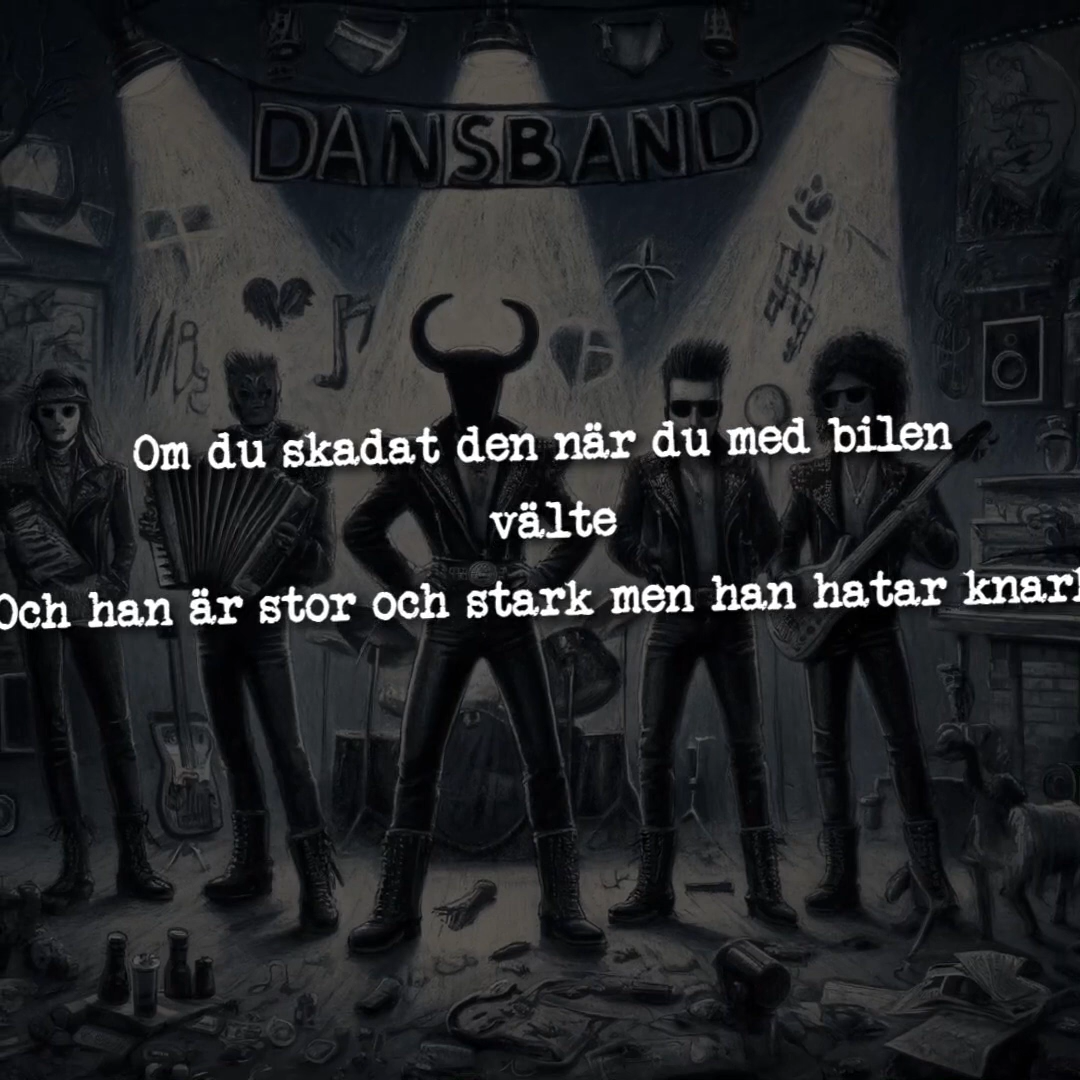 DANSBAND
Om du skadat den när du med bilen
välte
Och han är stor och stark men han hatar